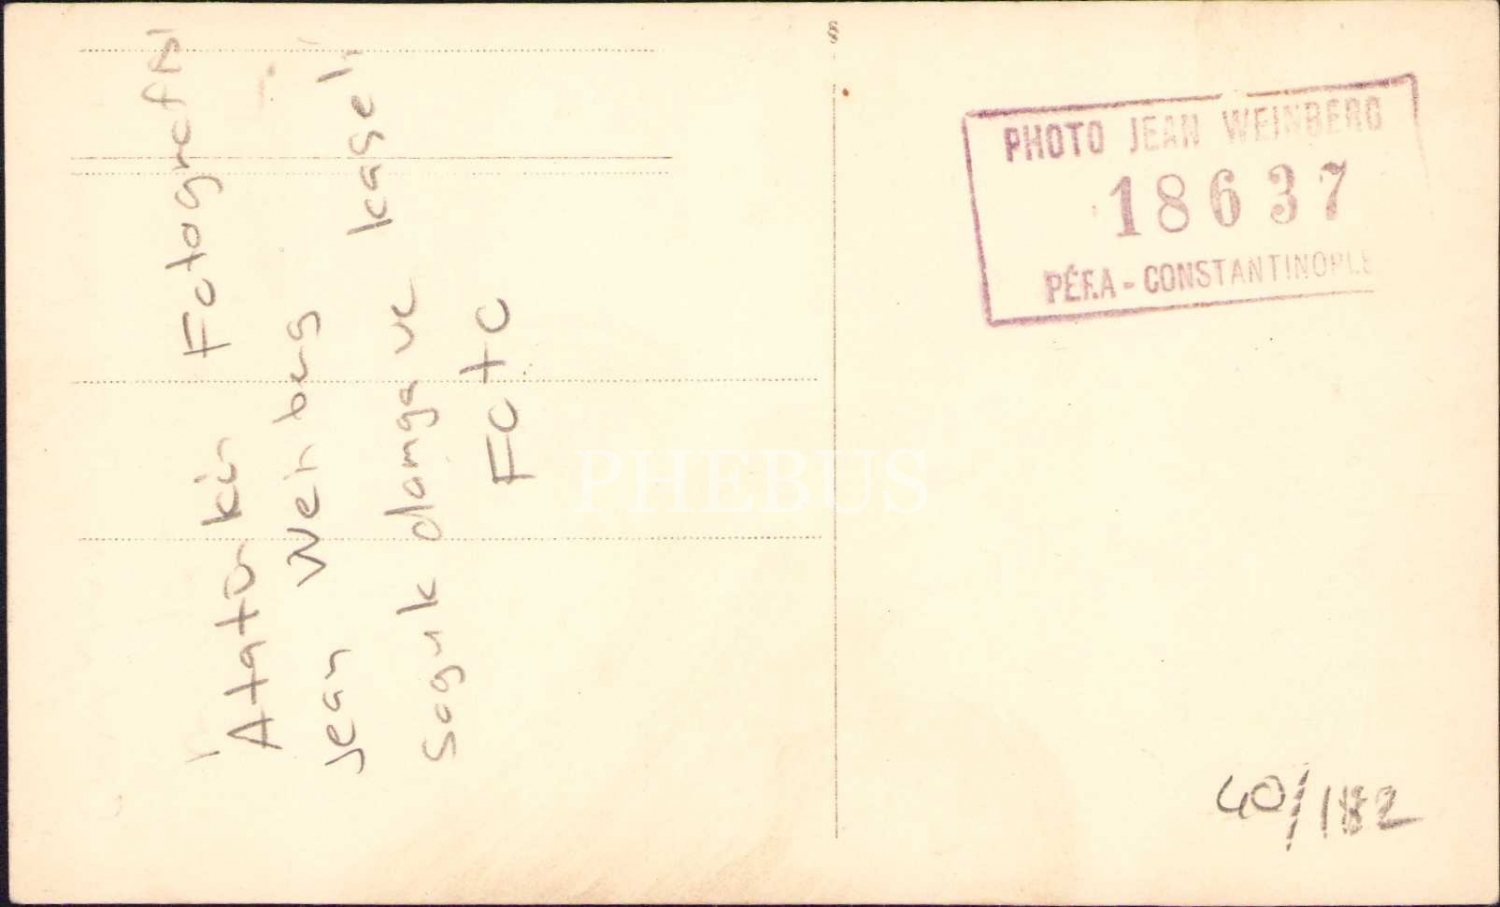 Atatürkün Fotoğrafçısı
Jean Weinberg kaşeli
Soğuk damga ve
Foto
PHOTO JEAN WEINBERG
18637
PÉRA - CONSTANTINOPLE
40/182
PHEBUS